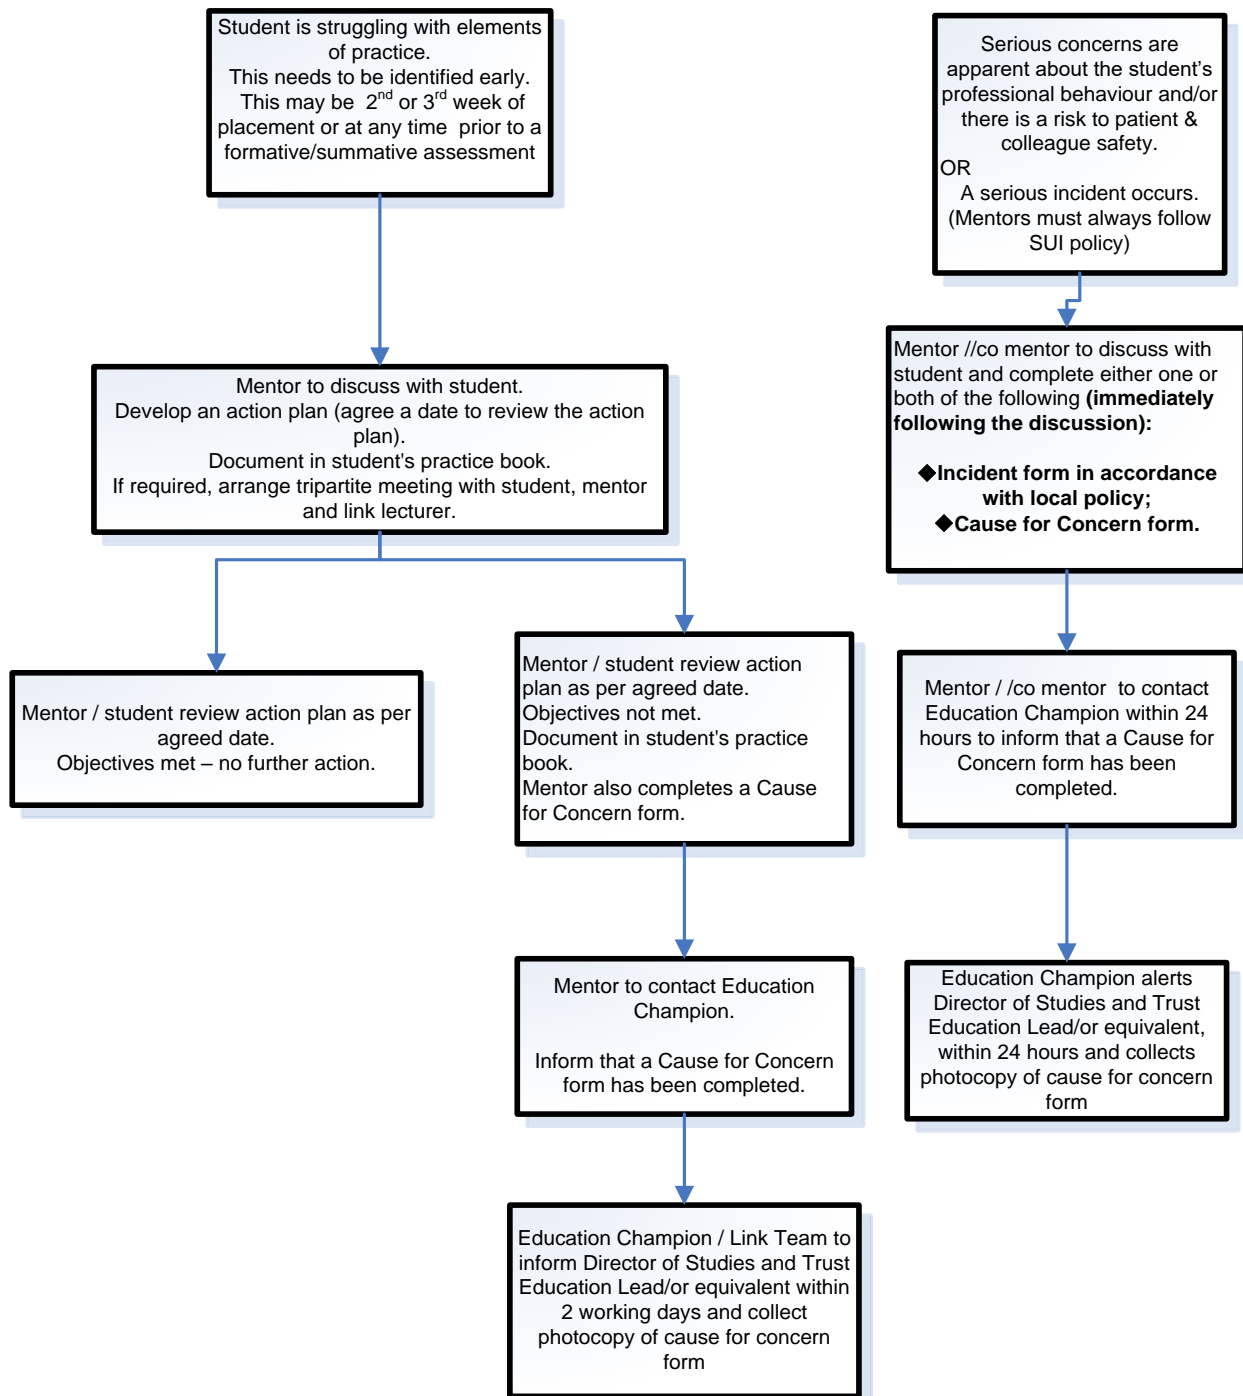 Student is struggling with elements
of practice.
This needs to be identified early.
This may be 2nd or 3rd week of
placement or at any time prior to a
formative/summative assessment
Serious concerns are
apparent about the student's
professional behaviour and/or
there is a risk to patient &
colleague safety.
OR
A serious incident occurs.
(Mentors must always follow
SUI policy)
Mentor to discuss with student.
Develop an action plan (agree a date to review the action
plan).
Document in student's practice book.
If required, arrange tripartite meeting with student, mentor
and link lecturer.
Mentor //co mentor to discuss with
student and complete either one or
both of the following (immediately
following the discussion):
◆Incident form in accordance
with local policy;
◆Cause for Concern form.
Mentor / student review action plan as per
agreed date.
Objectives met – no further action.
Mentor / student review action
plan as per agreed date.
Objectives not met.
Document in student's practice
book.
Mentor also completes a Cause
for Concern form.
Mentor / //co mentor to contact
Education Champion within 24
hours to inform that a Cause for
Concern form has been
completed.
Mentor to contact Education
Champion.
Inform that a Cause for Concern
form has been completed.
Education Champion alerts
Director of Studies and Trust
Education Lead/or equivalent,
within 24 hours and collects
photocopy of cause for concern
form
Education Champion / Link Team to
inform Director of Studies and Trust
Education Lead/or equivalent within
2 working days and collect
photocopy of cause for concern
form